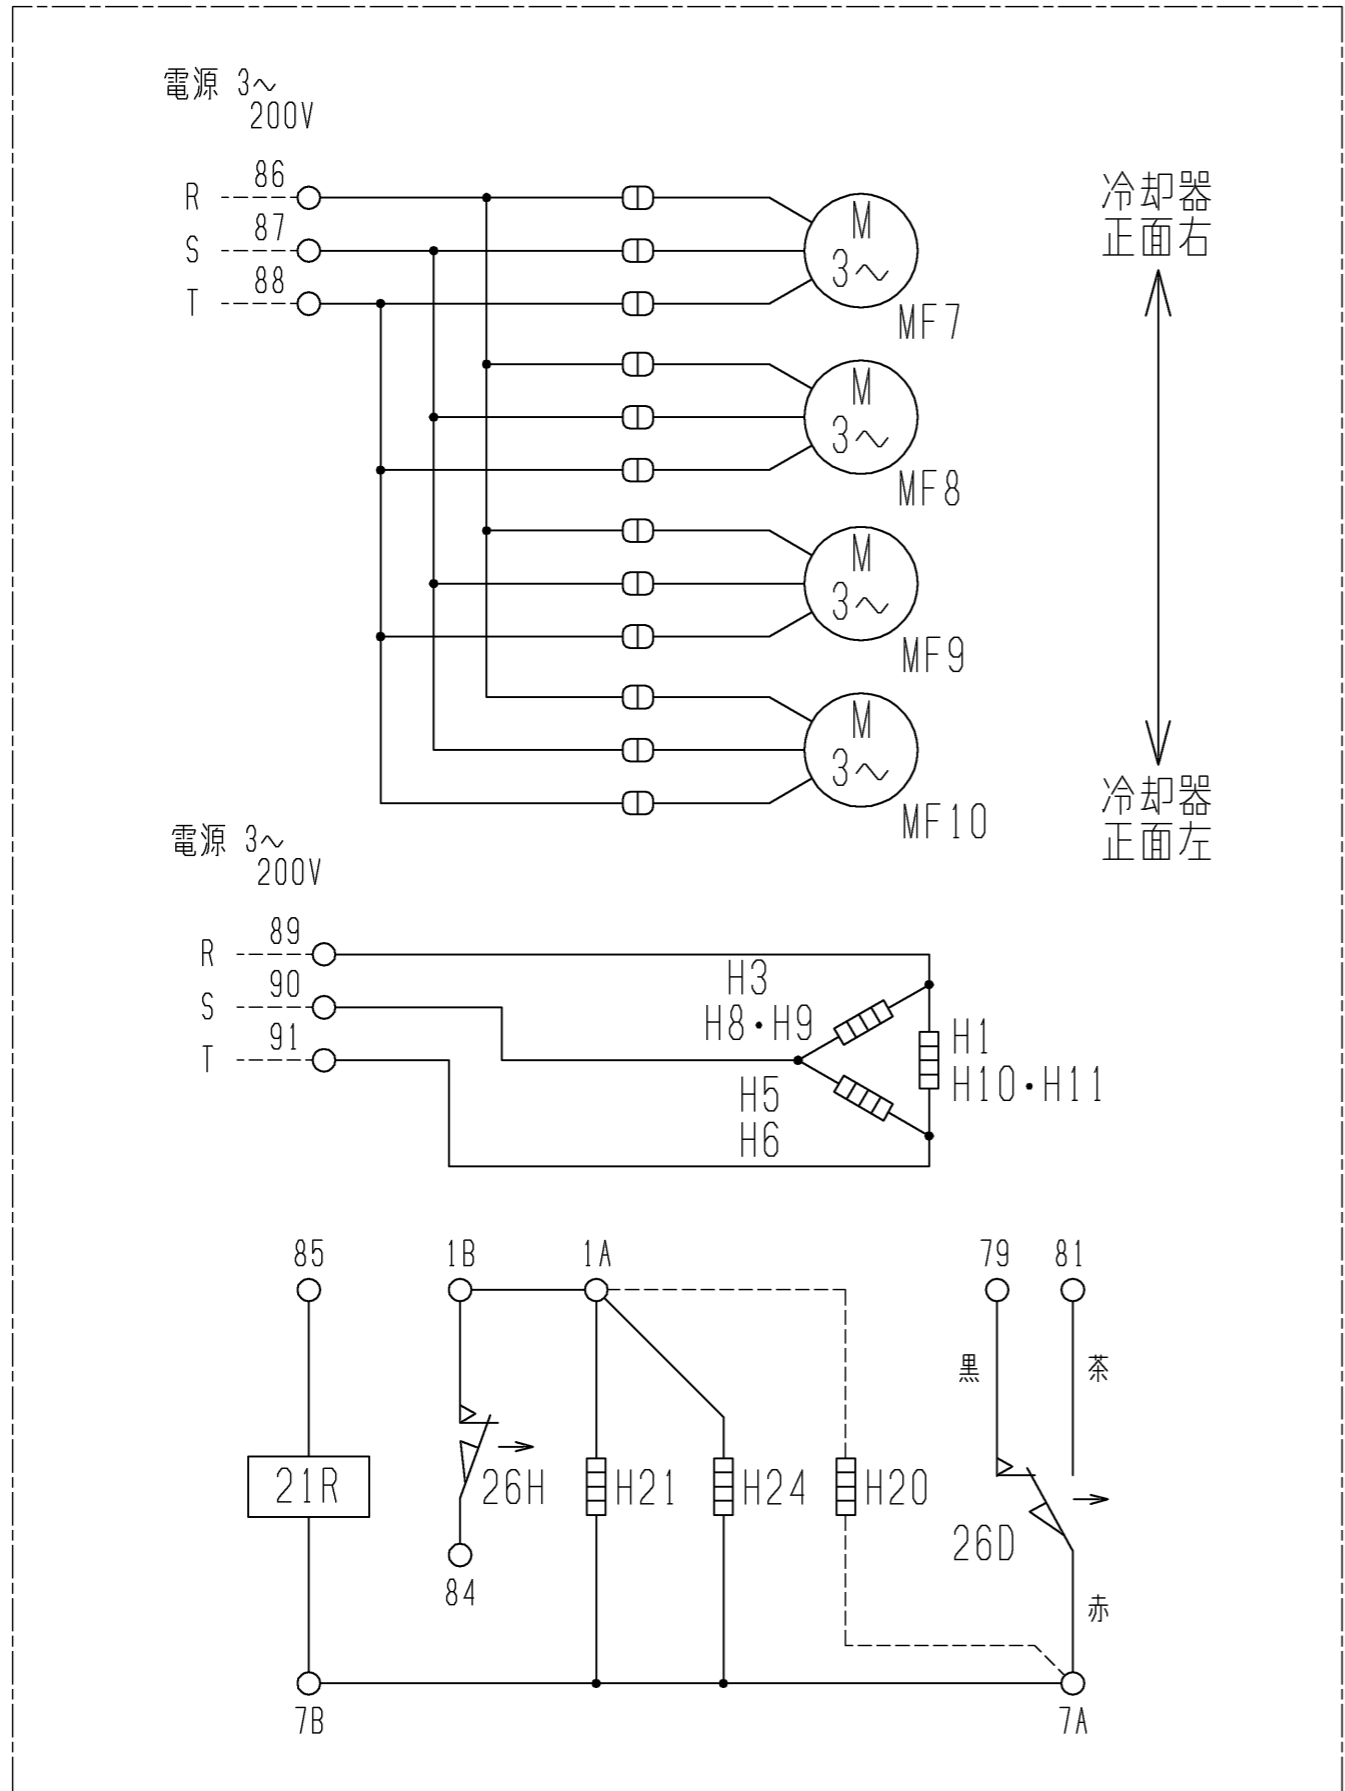 電源 3~
200V
R 86
S 87
T 88
冷却器
正面右
M
3~
MF7
M
3~
MF8
M
3~
MF9
M
3~
MF10
冷却器
正面左
電源 3~
200V
R 89
S 90
T 91
H3
H8・H9
H1
H10・H11
H5
H6
85 1B 1A 79 81
黒 茶
21R 26H H21 H24 H20
26D
84
赤
7B 7A